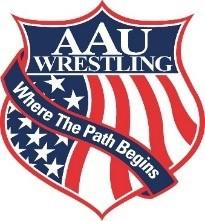 AAU
WRESTLING
Where The Path Begins